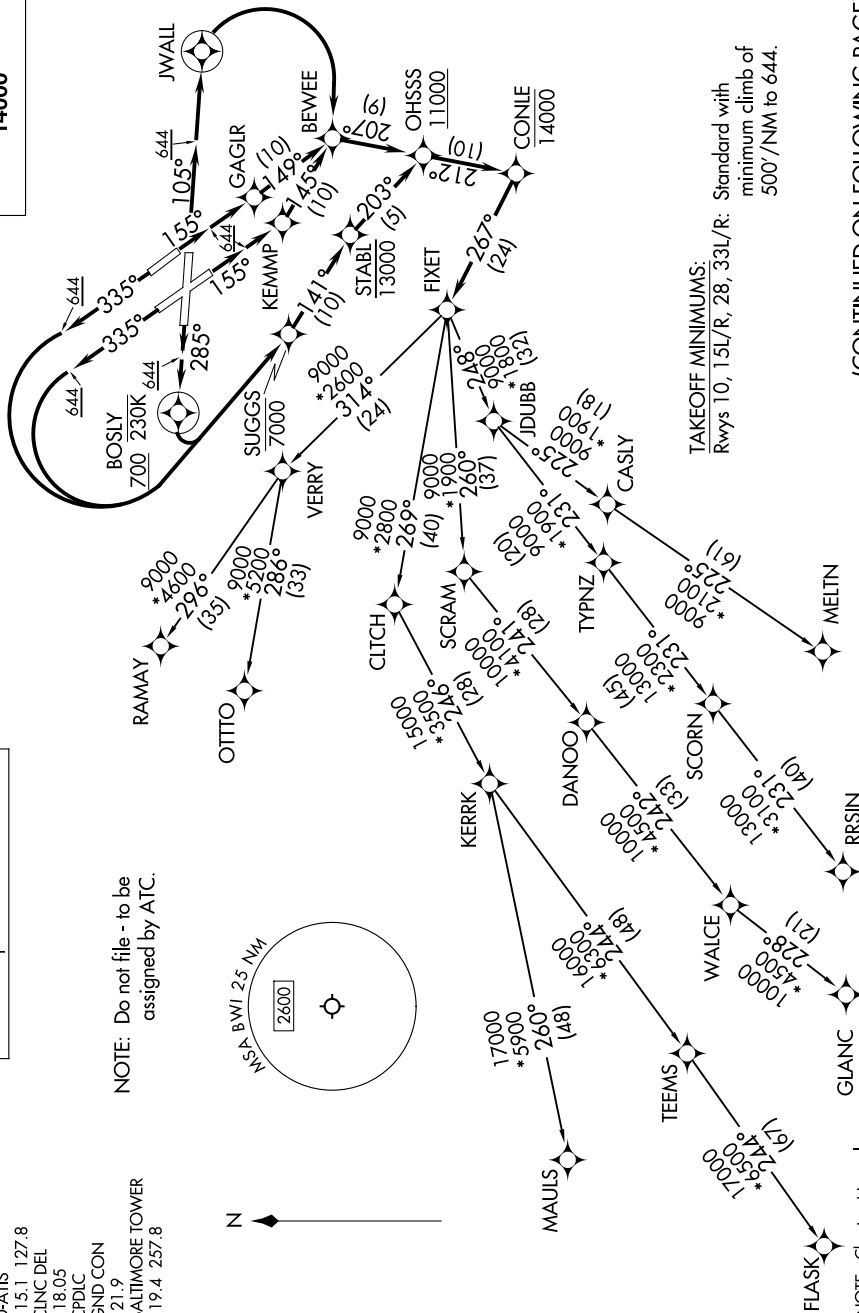 14000
D-ATIS
15.1 127.8
CLNC DEL
18.05
CPDLC
GND CON
21.9
BALTIMORE TOWER
19.4 257.8
NOTE: Do not file - to be
assigned by ATC.
MSA BWI 25 NM
2600
N
JWALL
644
105°
GAGLR
(10)
149°
155°
644
KEMMP
145°
(10)
155°
BEWEE
207°
(9)
OHSSS
11000
212°
(10)
CONLE
14000
644
335°
335°
644
644
285°
BOSLY
700 230K
SUGGS
7000
141°
(10)
STABL
13000
203°
(5)
267°
(24)
FIXET
9000
*2600
314°
(24)
VERRY
9000
*4600
296°
(35)
RAMAY
9000
*5200
286°
(33)
OTTTO
9000
*2800
269°
(40)
CLTCH
15000
*3500
246°
(28)
KERRK
17000
*5900
260°
(48)
MAULS
16000
*6300
244°
(48)
TEEMS
17000
*6500
244°
(67)
FLASK
9000
*1900
260°
(37)
SCRAM
10000
*4100
241°
(28)
DANOO
10000
*4500
242°
(33)
WALCE
10000
*4500
228°
(21)
GLANC
248°
9000
*1800
(32)
JDUBB
(20)
9000
*1900
231°
TYPNZ
(45)
13000
*2300
231°
SCORN
13000
*3100
231°
(40)
RRSIN
225°
9000
*1900
(18)
CASLY
9000
*2100
225°
(61)
MELTN
TAKEOFF MINIMUMS:
Rwys 10, 15L/R, 28, 33L/R: Standard with
minimum climb of
500'/NM to 644.
(CONTINUED ON FOLLOWING PAGE